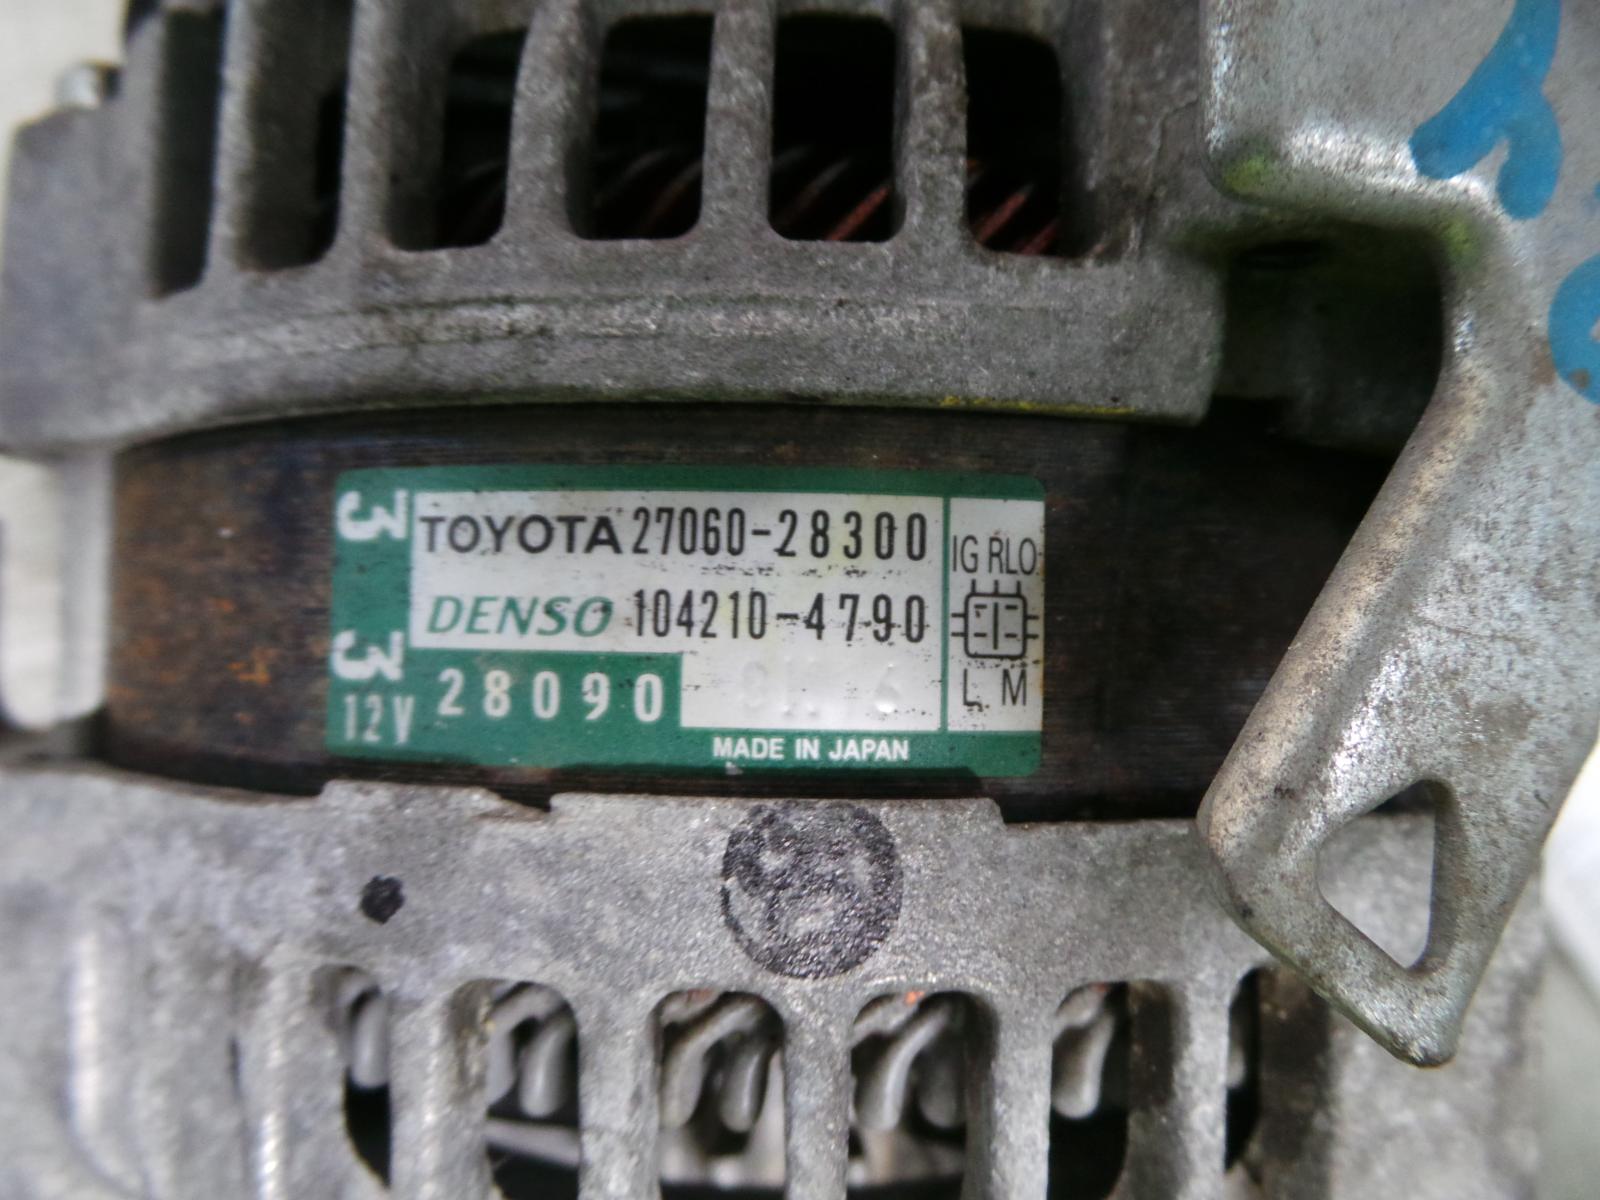 TOYOTA 27060-28300
DENSO 104210-4790
28090
3 3
12V
MADE IN JAPAN
IG RLO
L M